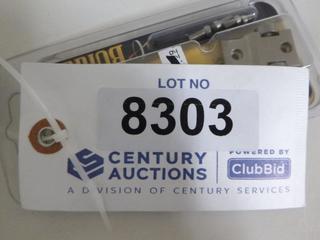 LOT NO
8303
CENTURY
AUCTIONS
POWERED BY
ClubBid
A DIVISION OF CENTURY SERVICES